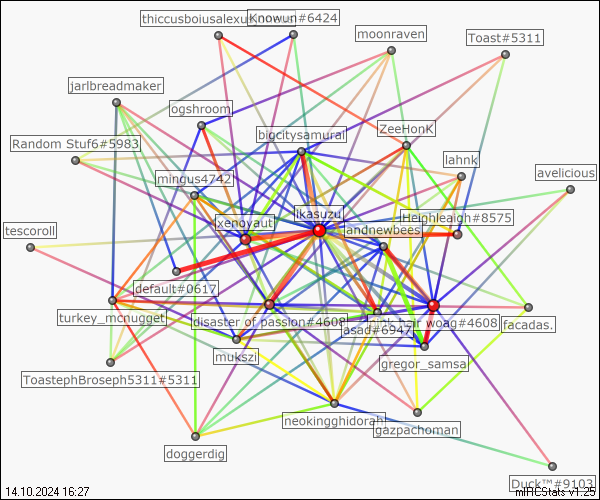 thiccusboiusalexu
Knowun#6424
moonraven
Toast#5311
jarlbreadmaker
ogshroom
bigcitysamurai
ZeeHonK
Random Stuf6#5983
lahnk
avelicious
mingus4742
ikasuzu
Heighleaigh#8575
xenoyaut
andnewbees
tescoroll
default#0617
turkey_mcnugget
disaster of passion#4608
hair woag#4608
facadas.
asad#6947
mukszi
gregor_samsa
ToastephBroseph5311#5311
neokingghidorah
gazpachoman
doggerdig
Duck™#9103
14.10.2024 16:27
mIRCStats v1.25